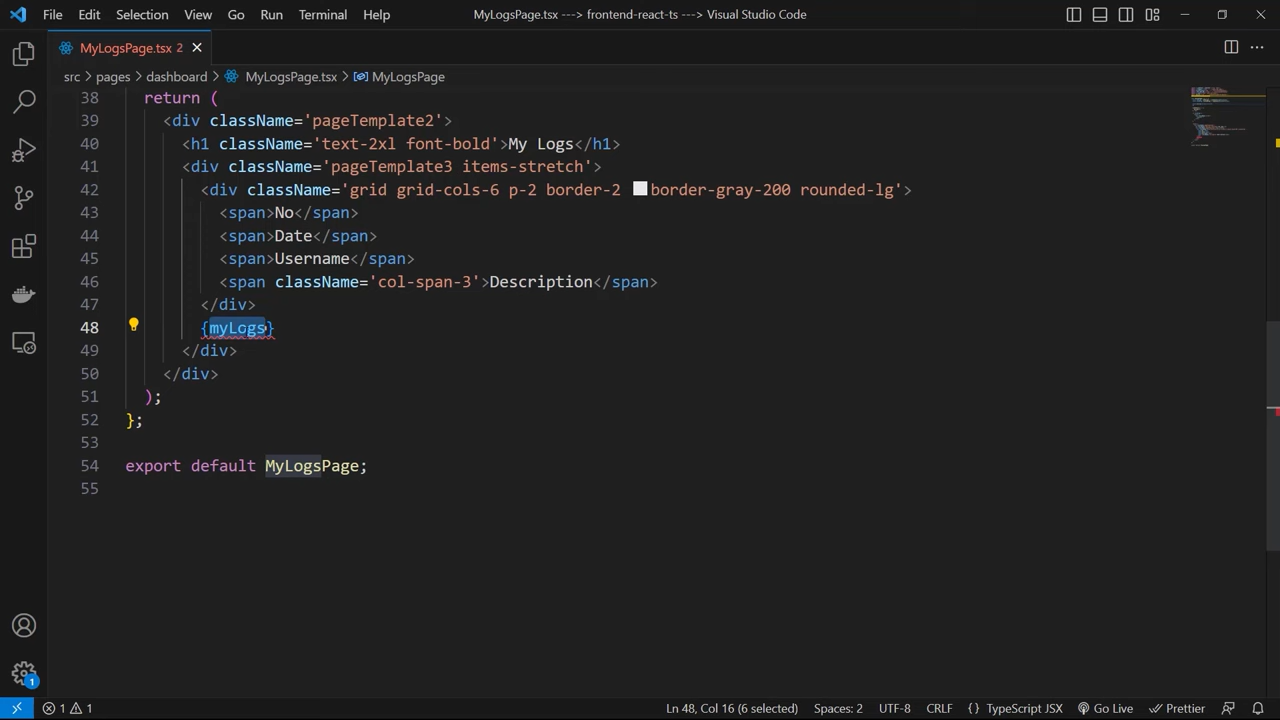 File Edit Selection View Go Run Terminal Help MyLogsPage.tsx ---> frontend-react-ts ---> Visual Studio Code
MyLogsPage.tsx 2
src > pages > dashboard > MyLogsPage.tsx > MyLogsPage
38 return (
39 <div className='pageTemplate2'>
40 <h1 className='text-2xl font-bold'>My Logs</h1>
41 <div className='pageTemplate3 items-stretch'>
42 <div className='grid grid-cols-6 p-2 border-2 border-gray-200 rounded-lg'>
43 <span>No</span>
44 <span>Date</span>
45 <span>Username</span>
46 <span className='col-span-3'>Description</span>
47 </div>
48 {myLogs}
49 </div>
50 </div>
51 );
52 };
53
54 export default MyLogsPage;
55
1
1 1 Ln 48, Col 16 (6 selected) Spaces: 2 UTF-8 CRLF { } TypeScript JSX Go Live Prettier